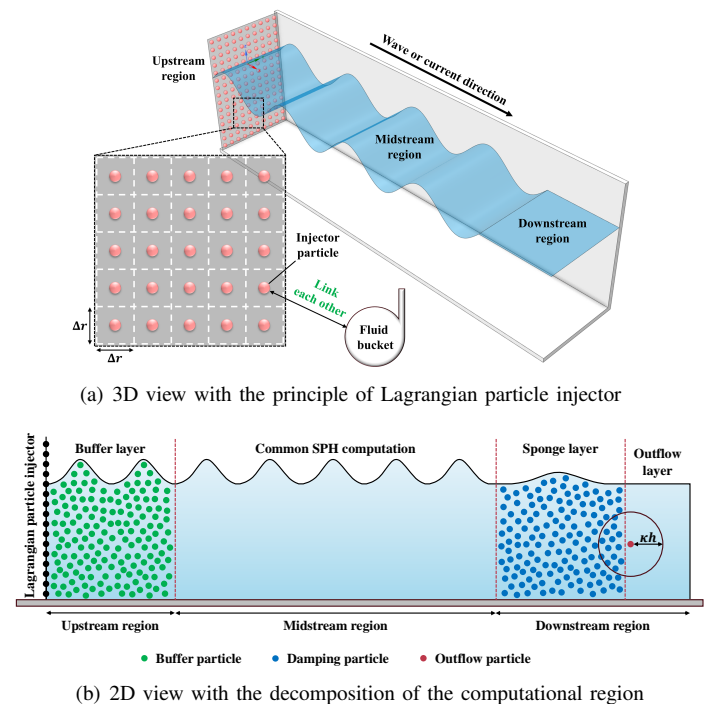 Upstream
region
Wave or current direction
Midstream
region
Downstream
region
Injector
particle
Link
each other
Fluid
bucket
Δr
Δr
(a) 3D view with the principle of Lagrangian particle injector
Lagrangian particle injector
Buffer layer
Common SPH computation
Sponge layer
Outflow
layer
κh
Upstream region
Midstream region
Downstream region
Buffer particle
Damping particle
Outflow particle
(b) 2D view with the decomposition of the computational region